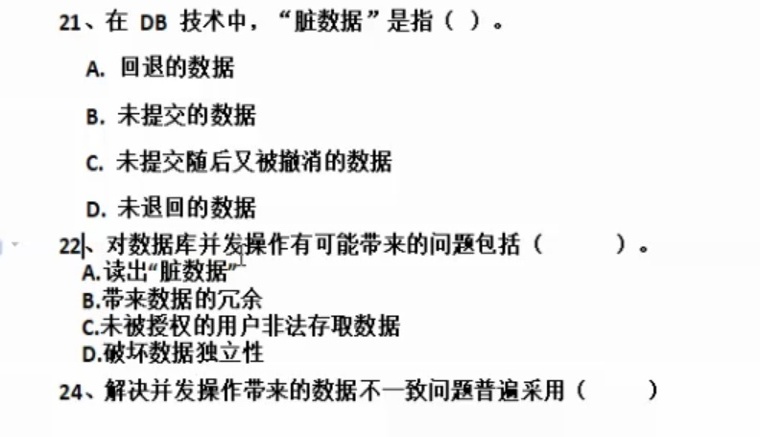 21、在 DB 技术中，“脏数据”是指（ ）。
A. 回退的数据
B. 未提交的数据
C. 未提交随后又被撤消的数据
D. 未退回的数据
22、对数据库并发操作有可能带来的问题包括（ ）。
A.读出“脏数据”
B.带来数据的冗余
C.未被授权的用户非法存取数据
D.破坏数据独立性
24、解决并发操作带来的数据不一致问题普遍采用（ ）